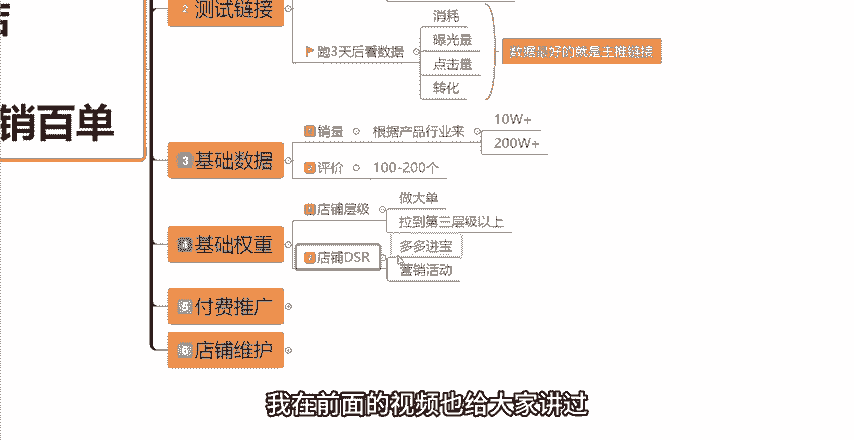 2 测试链接
消耗
曝光量
跑3天后看数据
点击量
转化
数据最好的就是主推链接
销百单
3 基础数据
销量
根据产品行业来
10W+
200W+
评价
100-200个
4 基础权重
店铺层级
做大单
拉到第三层级以上
店铺DSR
多多进宝
营销活动
5 付费推广
6 店铺维护
我在前面的视频也给大家讲过